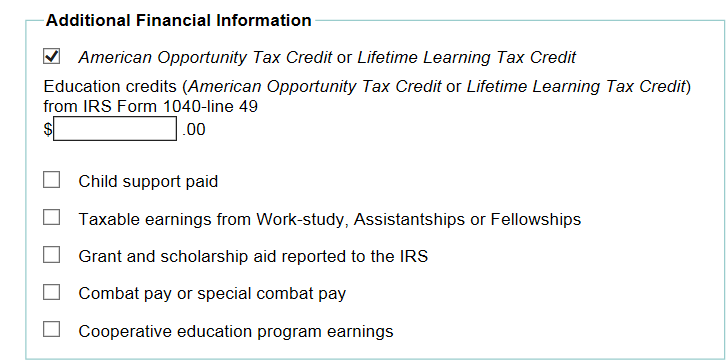 Additional Financial Information
American Opportunity Tax Credit or Lifetime Learning Tax Credit
Education credits (American Opportunity Tax Credit or Lifetime Learning Tax Credit)
from IRS Form 1040-line 49
$ .00
Child support paid
Taxable earnings from Work-study, Assistantships or Fellowships
Grant and scholarship aid reported to the IRS
Combat pay or special combat pay
Cooperative education program earnings